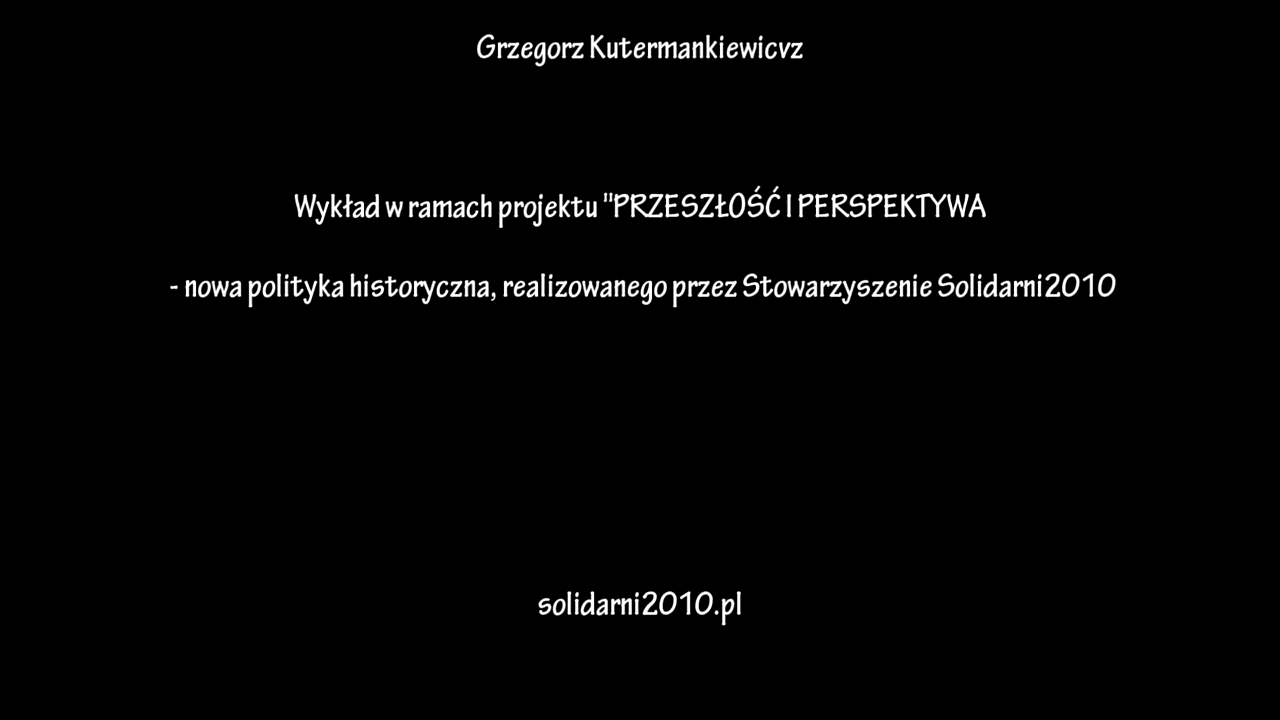 Grzegorz Kutermankiewicvz
Wykład w ramach projektu "PRZESZŁOŚĆ I PERSPEKTYWA
- nowa polityka historyczna, realizowanego przez Stowarzyszenie Solidarni2010
solidarni2010.pl